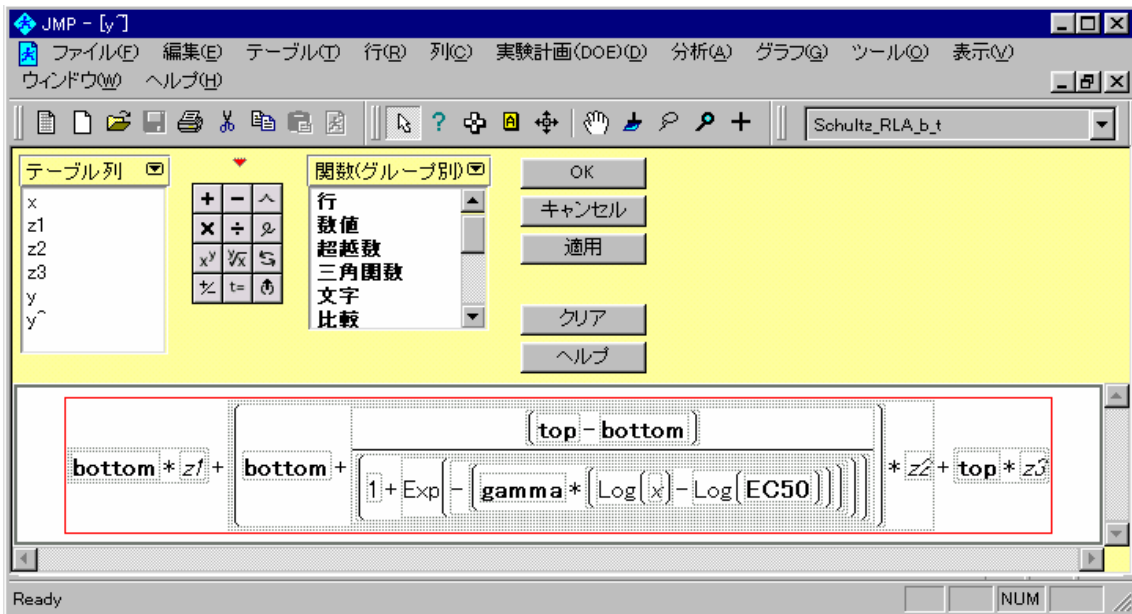 JMP - [y^]
ファイル(F) 編集(E) テーブル(T) 行(R) 列(C) 実験計画(DOE)(D) 分析(A) グラフ(G) ツール(O) 表示(V)
ウィンドウ(W) ヘルプ(H)
Schultz_RLA_b_t
テーブル列
x
z1
z2
z3
y
y^
+ − ^
× ÷
xʸ ʸ√x
+/- t=
関数(グループ別)
行
数値
超越数
三角関数
文字
比較
OK
キャンセル
適用
クリア
ヘルプ
(top - bottom)
bottom * z1 + (bottom + ) * z2 + top * z3
(1 + Exp(-(gamma * (Log(x) - Log(EC50)))))
Ready
NUM